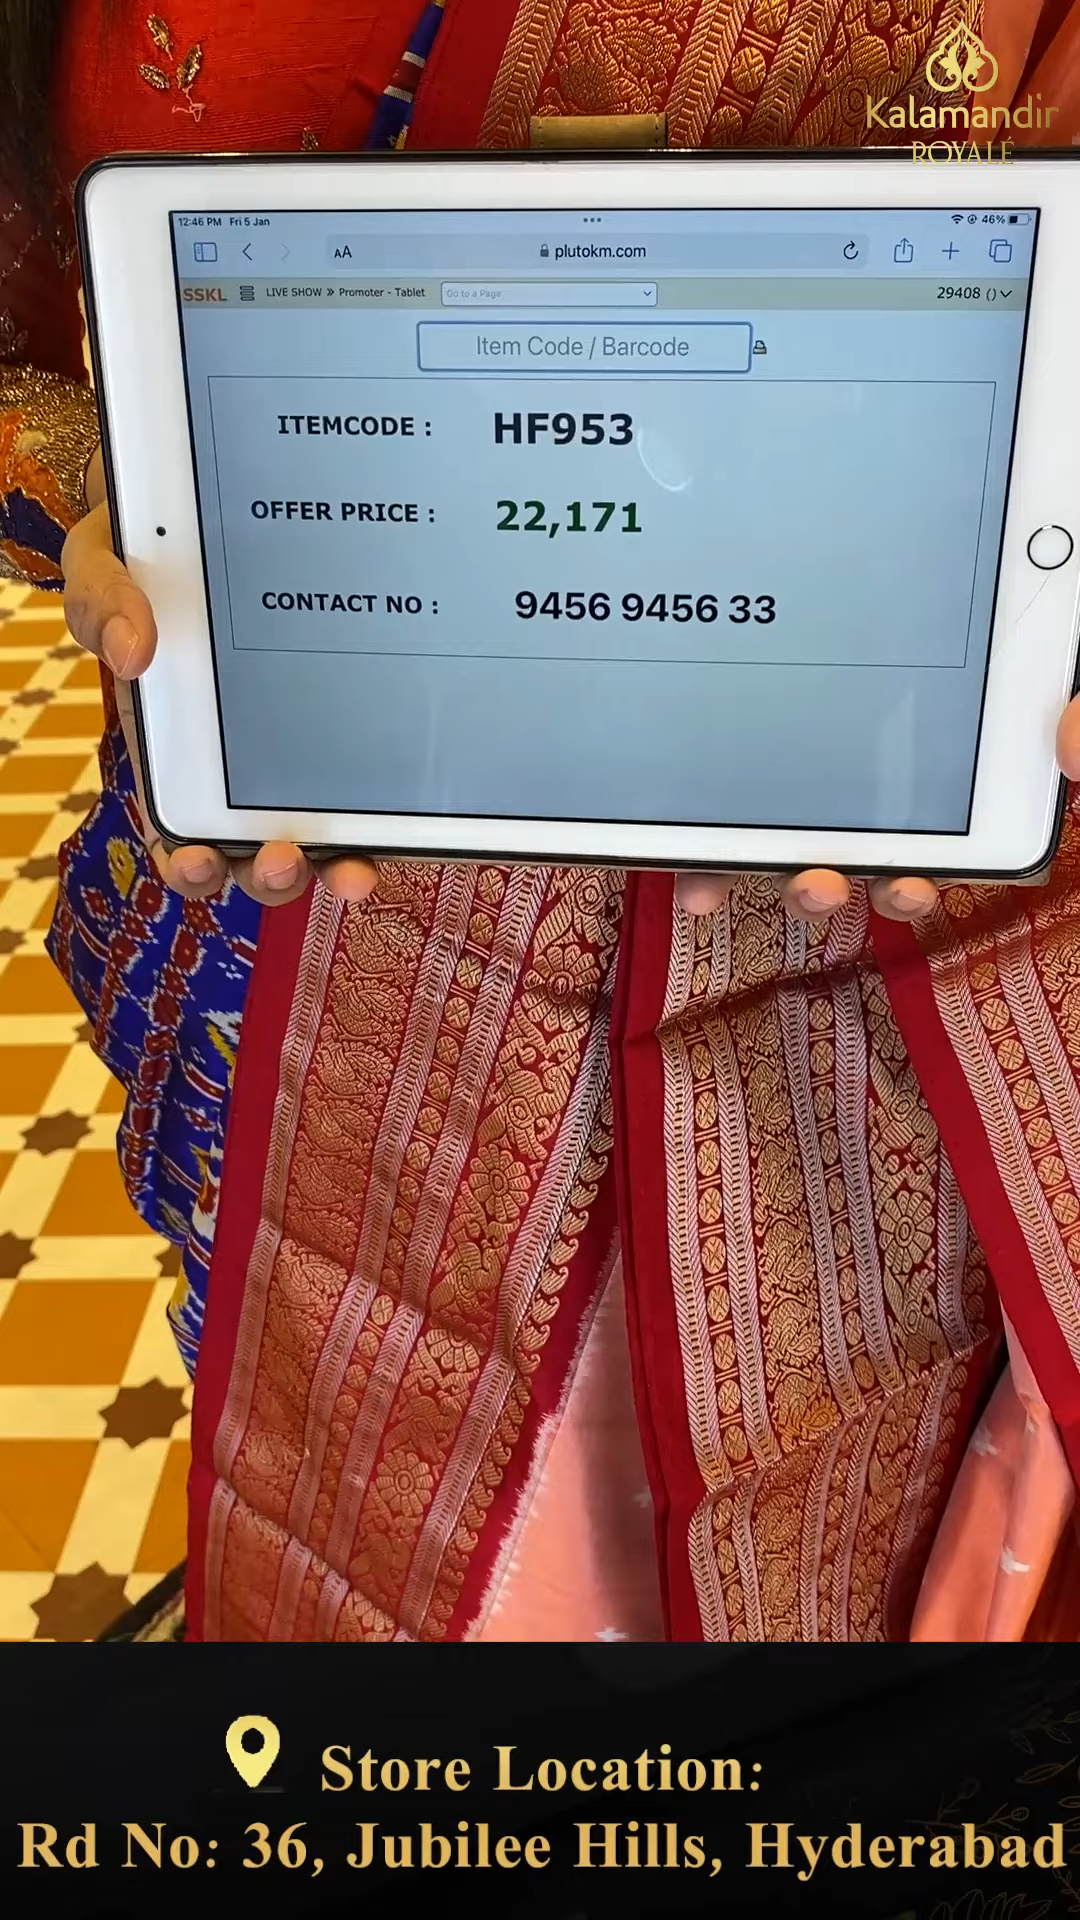 Kalamandir
ROYALÉ
12:46 PM Fri 5 Jan
46%
AA
plutokm.com
SSKL
LIVE SHOW » Promoter - Tablet
Go to a Page
29408 ()
Item Code / Barcode
ITEMCODE : HF953
OFFER PRICE : 22,171
CONTACT NO : 9456 9456 33
Store Location:
Rd No: 36, Jubilee Hills, Hyderabad